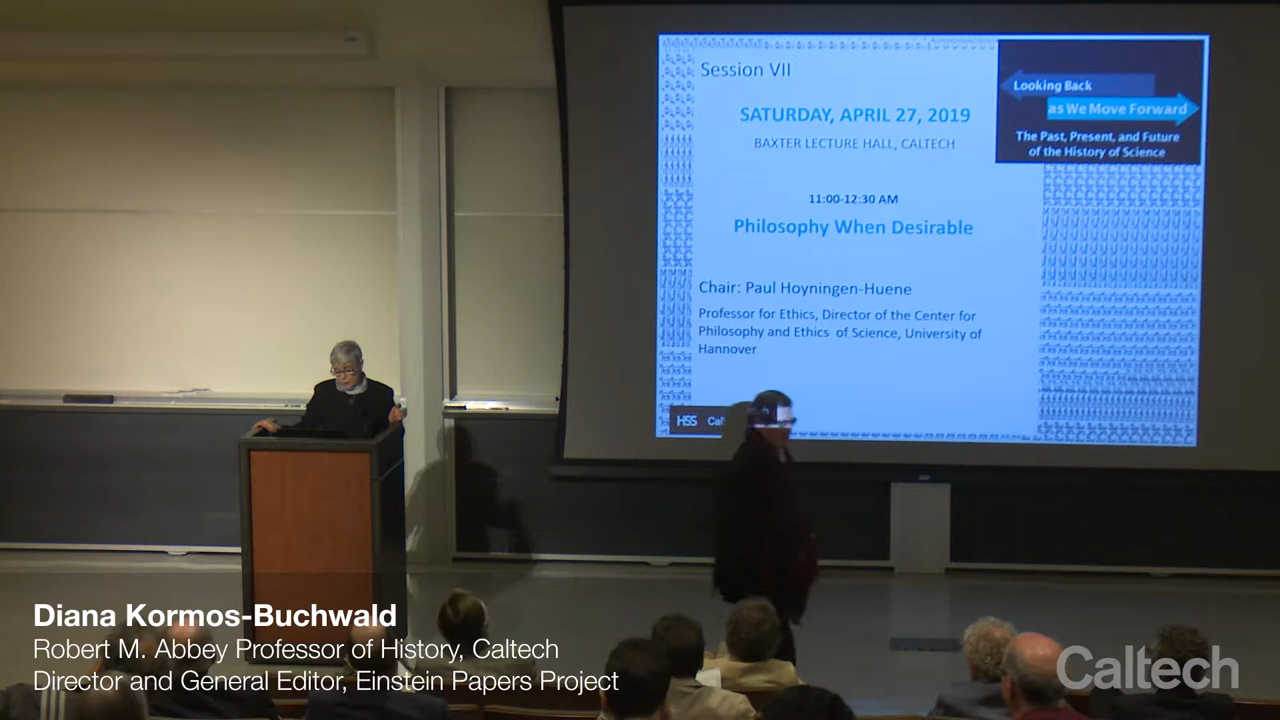 Session VII
SATURDAY, APRIL 27, 2019
BAXTER LECTURE HALL, CALTECH
11:00-12:30 AM
Philosophy When Desirable
Chair: Paul Hoyningen-Huene
Professor for Ethics, Director of the Center for
Philosophy and Ethics of Science, University of
Hannover
Looking Back
as We Move Forward
The Past, Present, and Future
of the History of Science
HSS
Diana Kormos-Buchwald
Robert M. Abbey Professor of History, Caltech
Director and General Editor, Einstein Papers Project
Caltech